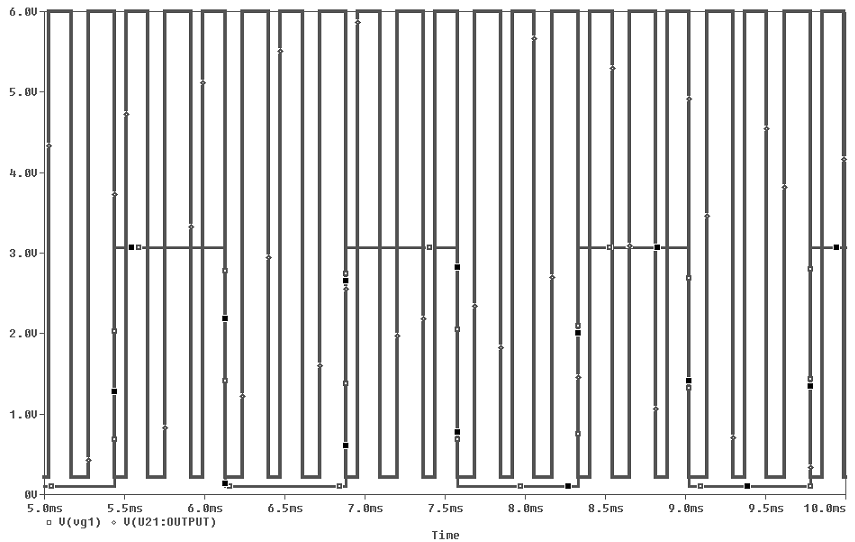 6.0V
5.0V
4.0V
3.0V
2.0V
1.0V
0V
5.0ms 5.5ms 6.0ms 6.5ms 7.0ms 7.5ms 8.0ms 8.5ms 9.0ms 9.5ms 10.0ms
V(vg1) V(U21:OUTPUT)
Time